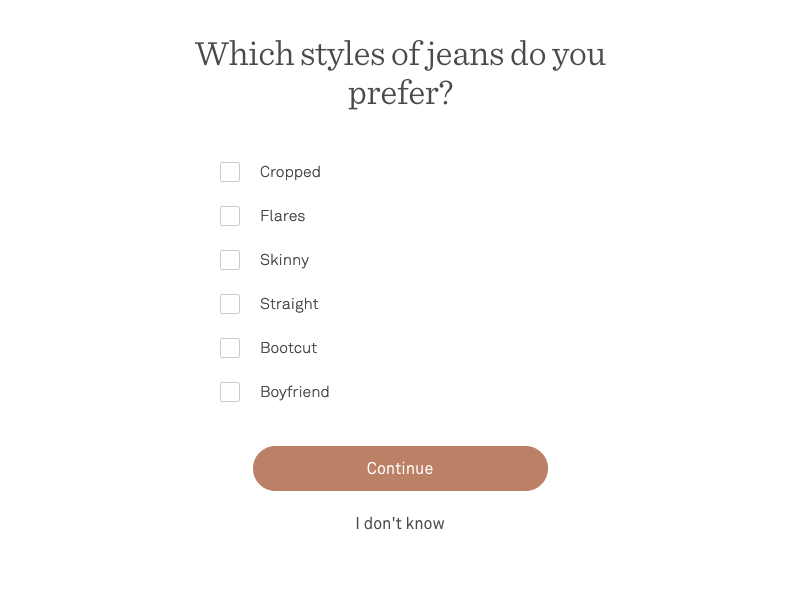 Which styles of jeans do you
prefer?
Cropped
Flares
Skinny
Straight
Bootcut
Boyfriend
Continue
I don't know